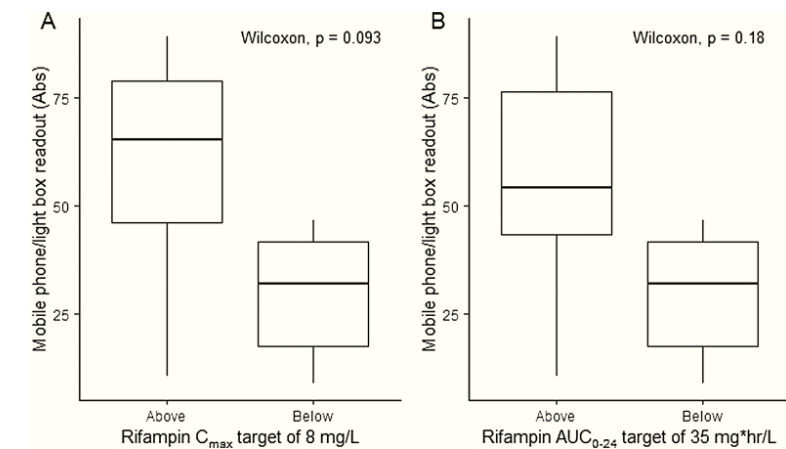 A
Wilcoxon, p = 0.093
Mobile phone/light box readout (Abs)
75
50
25
Above
Below
Rifampin Cmax target of 8 mg/L
B
Wilcoxon, p = 0.18
Mobile phone/light box readout (Abs)
75
50
25
Above
Below
Rifampin AUC0-24 target of 35 mg*hr/L